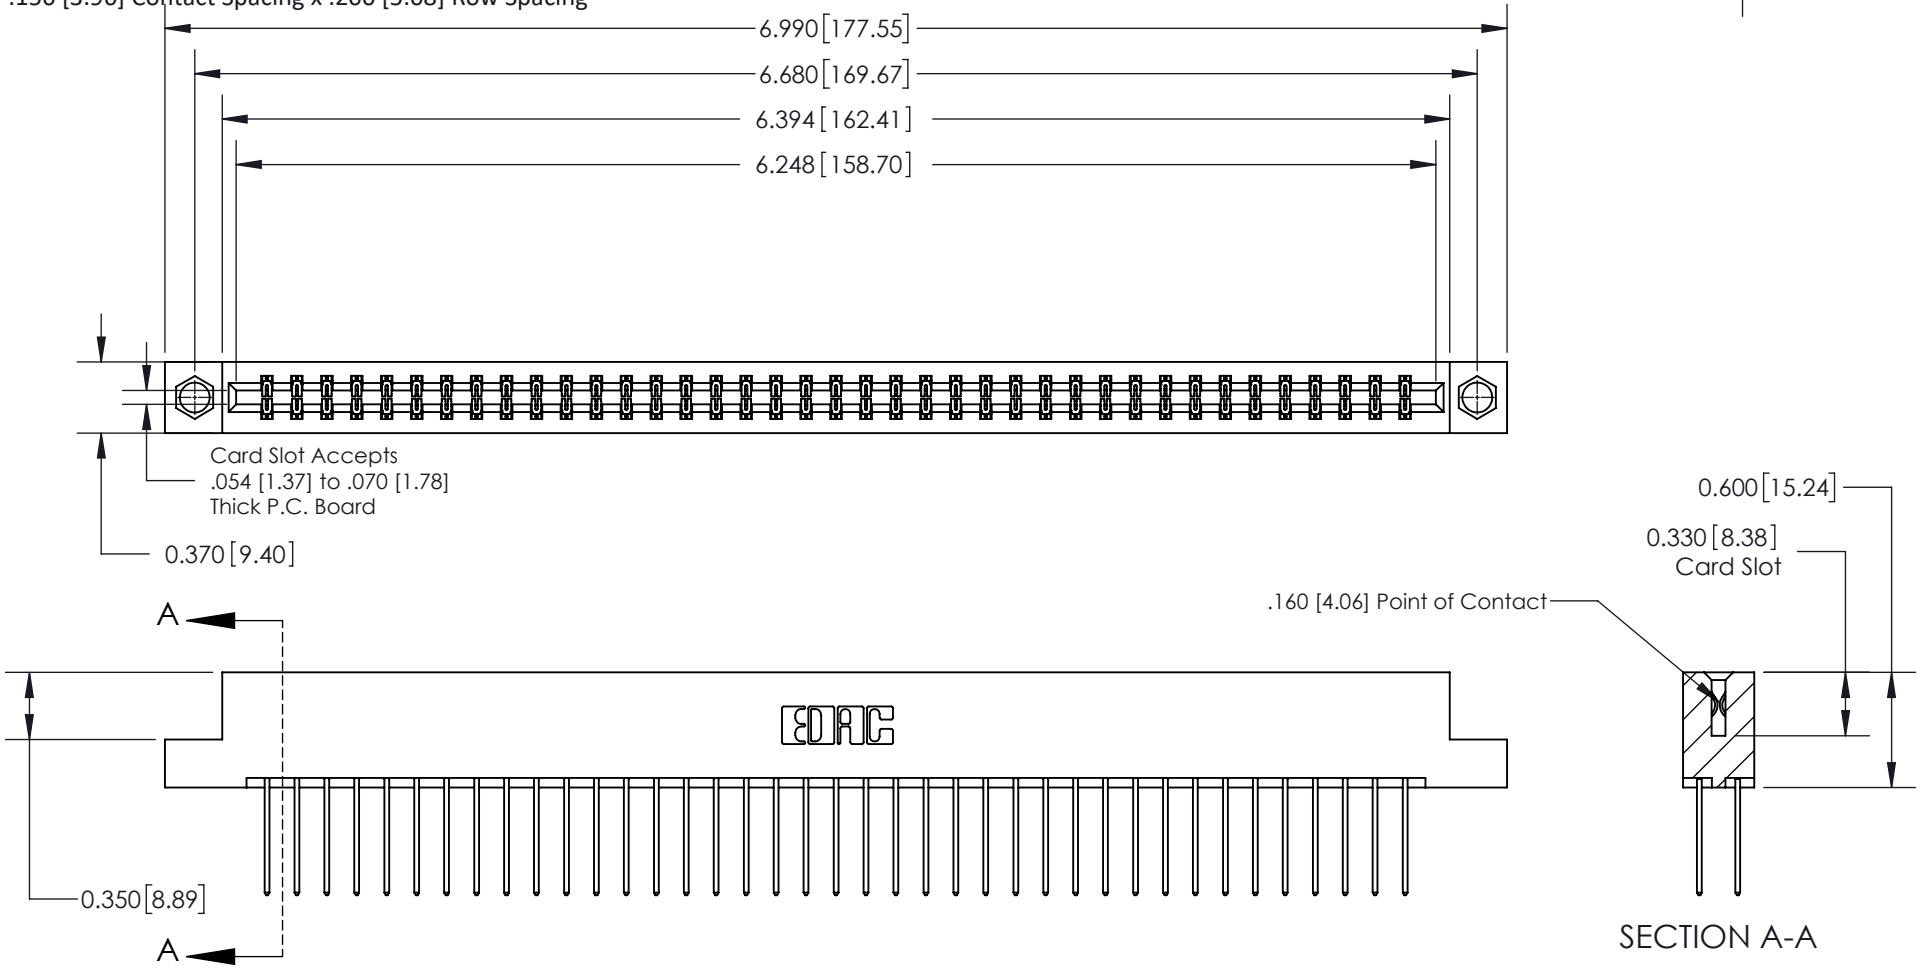 .156 [3.96] Contact Spacing x .200 [5.08] Row Spacing
6.990[177.55]
6.680[169.67]
6.394[162.41]
6.248[158.70]
Card Slot Accepts
.054 [1.37] to .070 [1.78]
Thick P.C. Board
0.370[9.40]
0.600[15.24]
0.330[8.38]
Card Slot
.160 [4.06] Point of Contact
A
EDAC
0.350[8.89]
A
SECTION A-A